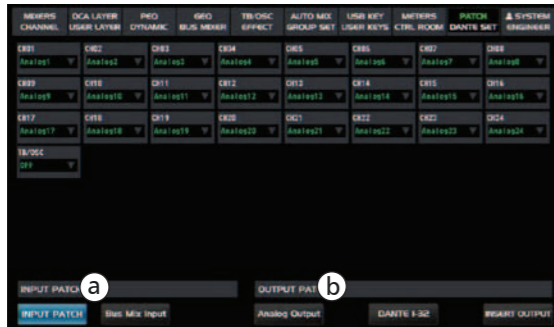 MIXERS DCA LAYER PEQ GEQ TB/OSC AUTO MIX USB KEY METERS PATCH SYSTEM
CHANNEL USER LAYER DYNAMIC BUS MIXER EFFECT GROUP SET USER KEYS CTRL ROOM DANTE SET ENGINEER
CH01 CH02 CH03 CH04 CH05 CH06 CH07 CH08
Analog1 Analog2 Analog3 Analog4 Analog5 Analog6 Analog7 Analog8
CH09 CH10 CH11 CH12 CH13 CH14 CH15 CH16
Analog9 Analog10 Analog11 Analog12 Analog13 Analog14 Analog15 Analog16
CH17 CH18 CH19 CH20 CH21 CH22 CH23 CH24
Analog17 Analog18 Analog19 Analog20 Analog21 Analog22 Analog23 Analog24
TB/OSC
OFF
INPUT PATCH a OUTPUT PATCH b
INPUT PATCH Bus Mix Input Analog Output DANTE 1-32 INSERT OUTPUT